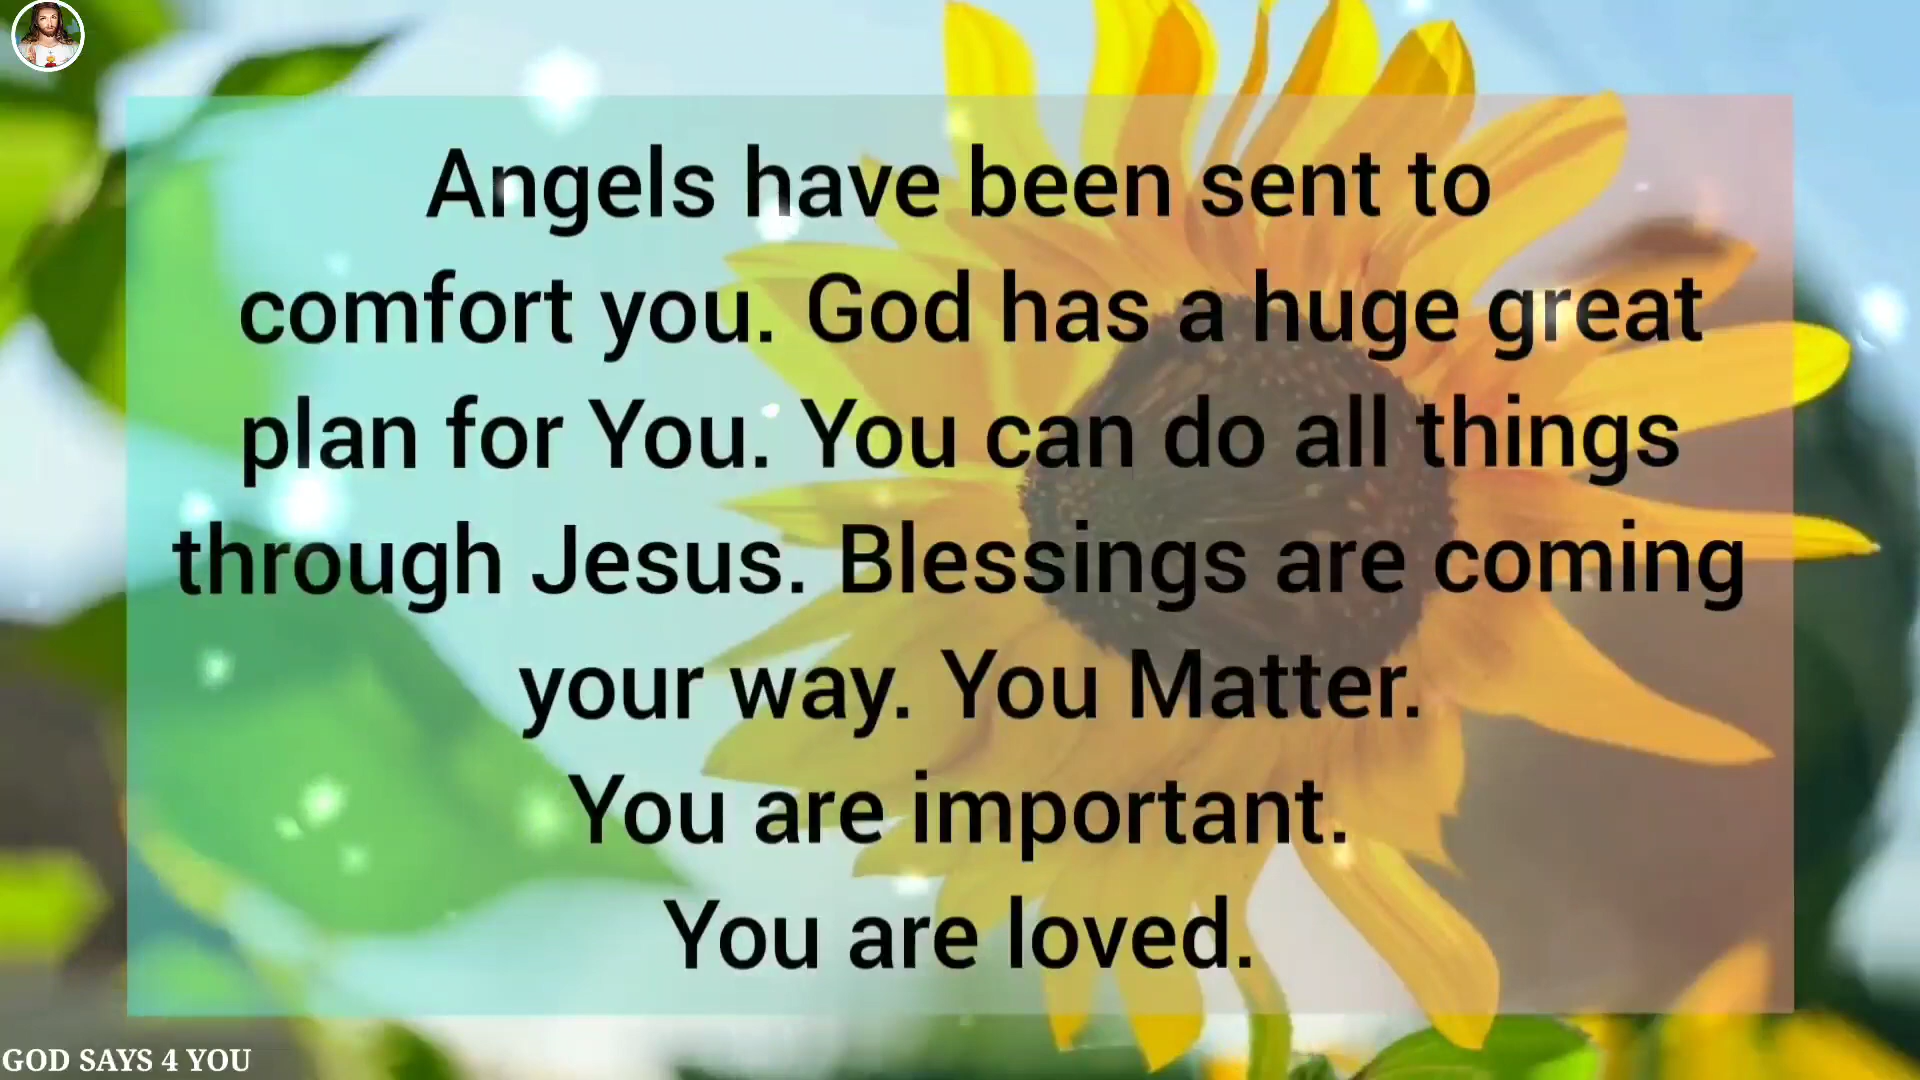 Angels have been sent to
comfort you. God has a huge great
plan for You. You can do all things
through Jesus. Blessings are coming
your way. You Matter.
You are important.
You are loved.
GOD SAYS 4 YOU